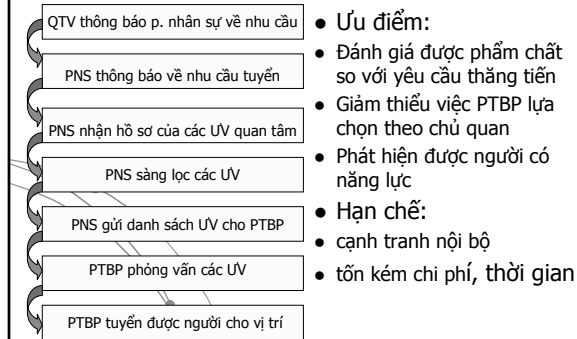 QTV thông báo p. nhân sự về nhu cầu
PNS thông báo về nhu cầu tuyển
PNS nhận hồ sơ của các ƯV quan tâm
PNS sàng lọc các ƯV
PNS gửi danh sách ƯV cho PTBP
PTBP phỏng vấn các ƯV
PTBP tuyển được người cho vị trí
● Ưu điểm:
● Đánh giá được phẩm chất
so với yêu cầu thăng tiến
● Giảm thiểu việc PTBP lựa
chọn theo chủ quan
● Phát hiện được người có
năng lực
● Hạn chế:
● cạnh tranh nội bộ
● tốn kém chi phí, thời gian